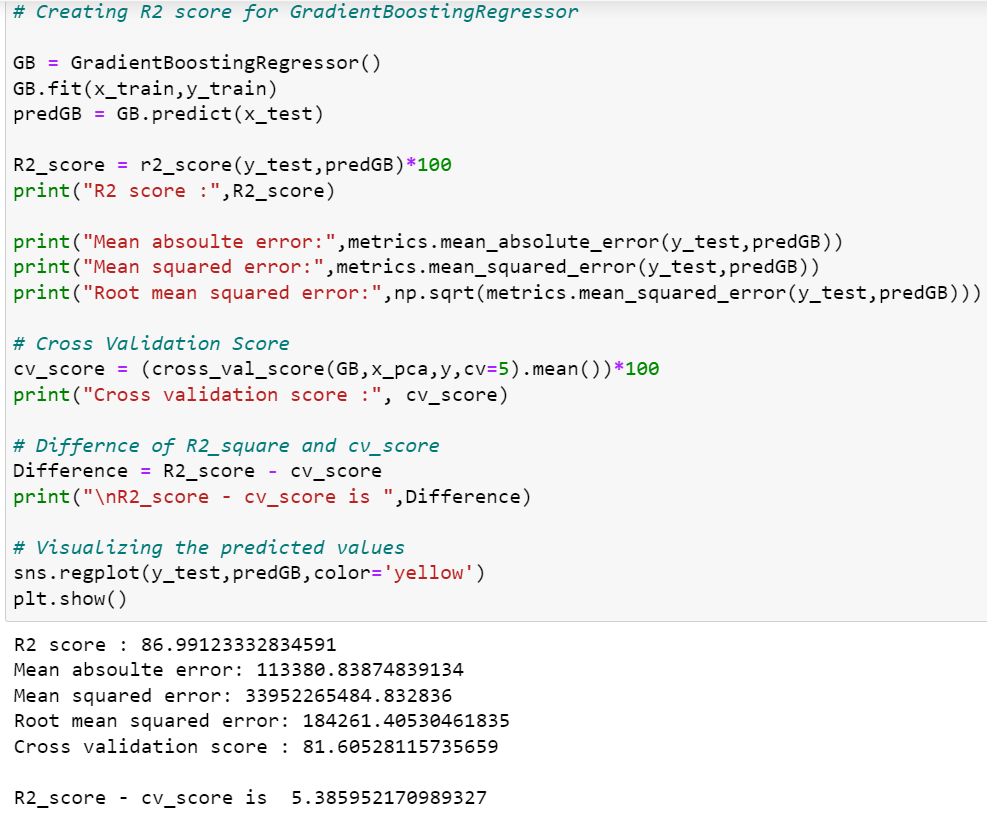 # Creating R2 score for GradientBoostingRegressor
GB = GradientBoostingRegressor()
GB.fit(x_train,y_train)
predGB = GB.predict(x_test)
R2_score = r2_score(y_test,predGB)*100
print("R2 score :",R2_score)
print("Mean absoulte error:",metrics.mean_absolute_error(y_test,predGB))
print("Mean squared error:",metrics.mean_squared_error(y_test,predGB))
print("Root mean squared error:",np.sqrt(metrics.mean_squared_error(y_test,predGB)))
# Cross Validation Score
cv_score = (cross_val_score(GB,x_pca,y,cv=5).mean())*100
print("Cross validation score :", cv_score)
# Differnce of R2_square and cv_score
Difference = R2_score - cv_score
print("\nR2_score - cv_score is ",Difference)
# Visualizing the predicted values
sns.regplot(y_test,predGB,color='yellow')
plt.show()
R2 score : 86.99123332834591
Mean absoulte error: 113380.83874839134
Mean squared error: 33952265484.832836
Root mean squared error: 184261.40530461835
Cross validation score : 81.60528115735659
R2_score - cv_score is  5.385952170989327